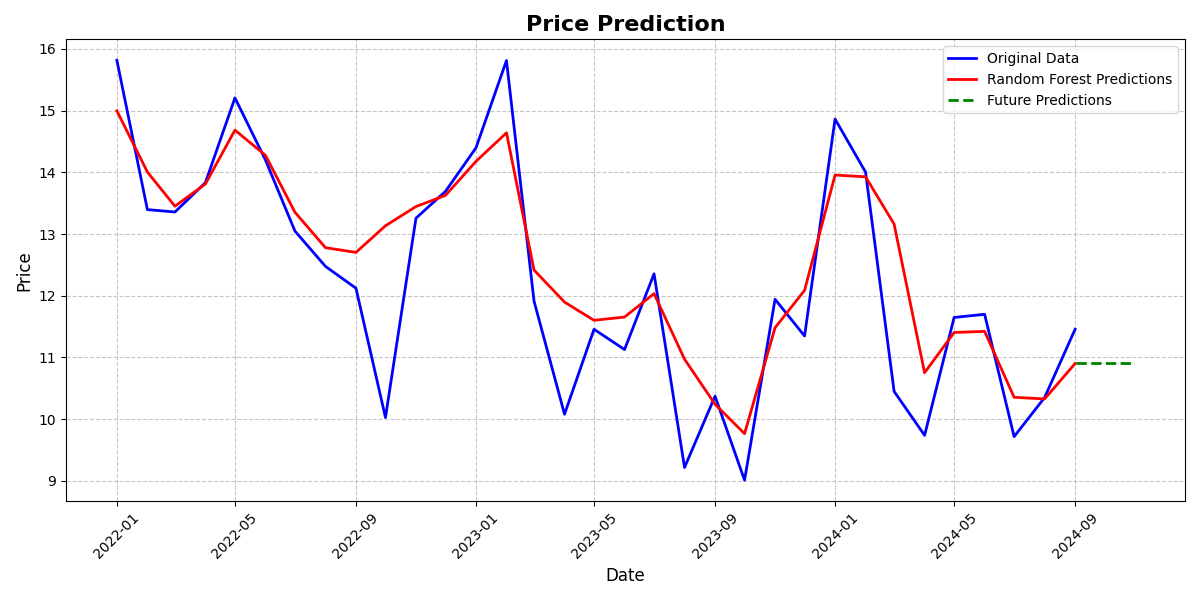 Price Prediction
Original Data
Random Forest Predictions
Future Predictions
Price
16
15
14
13
12
11
10
9
2022-01
2022-05
2022-09
2023-01
2023-05
2023-09
2024-01
2024-05
2024-09
Date